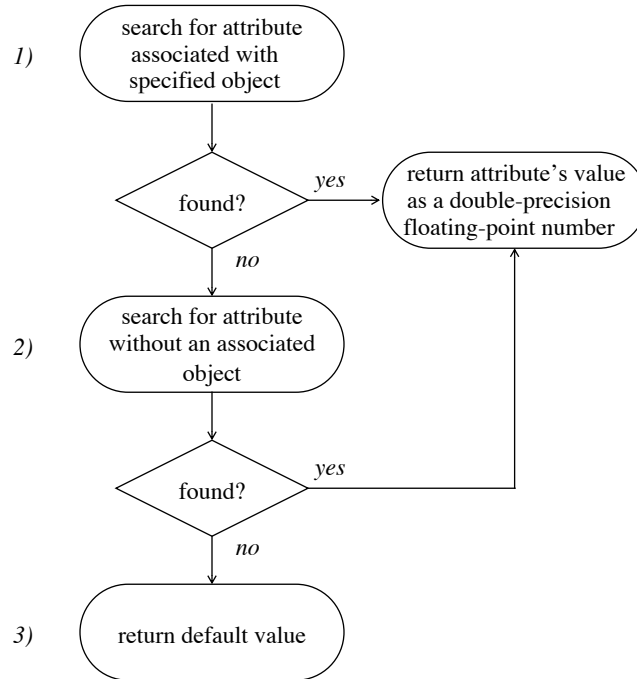 1)
search for attribute
associated with
specified object
found?
yes
return attribute’s value
as a double-precision
floating-point number
no
2)
search for attribute
without an associated
object
found?
yes
no
3)
return default value